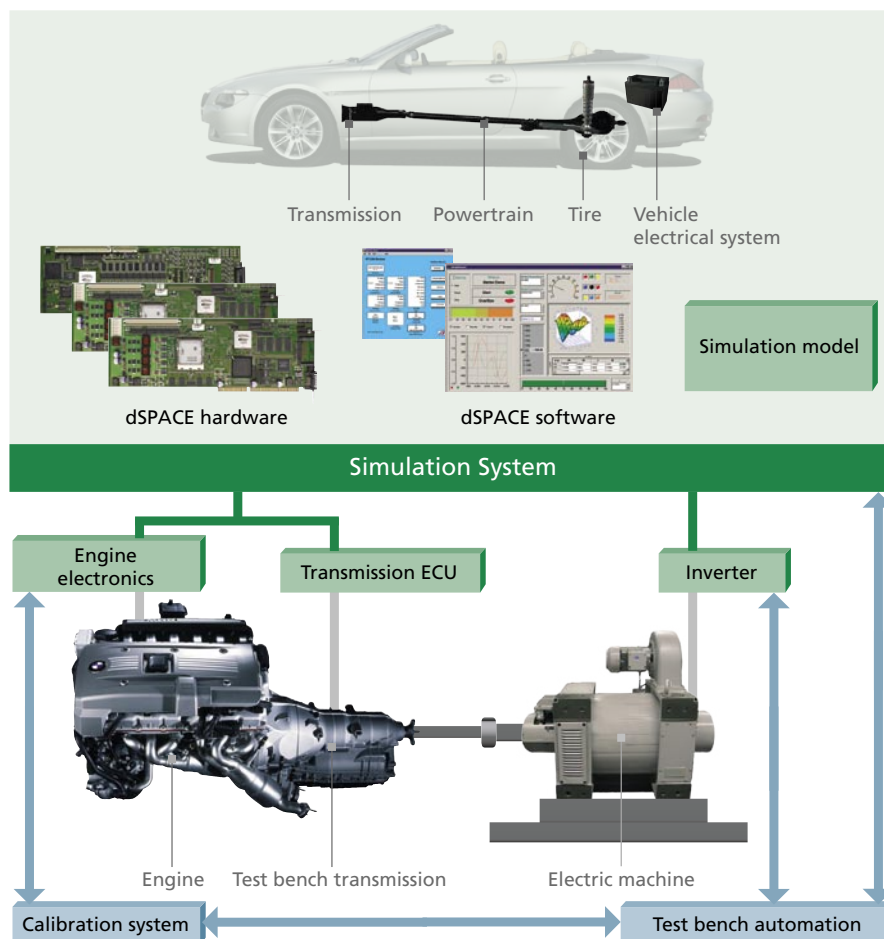 Transmission
Powertrain
Tire
Vehicle
electrical system
Simulation model
dSPACE hardware
dSPACE software
Simulation System
Engine
electronics
Transmission ECU
Inverter
Engine
Test bench transmission
Electric machine
Calibration system
Test bench automation